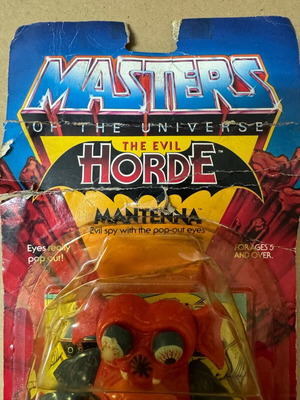 MASTERS
OF THE UNIVERSE
THE EVIL
HORDE™
MANTENNA
Evil spy with the pop-out eyes
Eyes really
pop out!
FOR AGES 5
AND OVER.